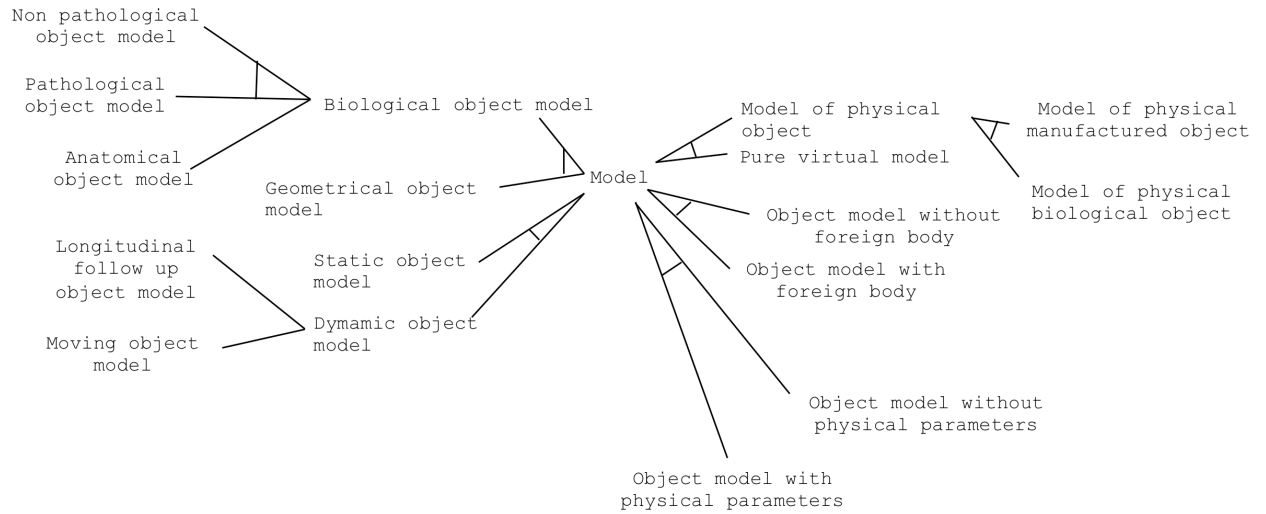 Non pathological
object model
Pathological
object model
Biological object model
Anatomical
object model
Geometrical object
model
Longitudinal
follow up
object model
Static object
model
Dymamic object
model
Moving object
model
Model
Model of physical
object
Pure virtual model
Model of physical
manufactured object
Model of physical
biological object
Object model without
foreign body
Object model with
foreign body
Object model without
physical parameters
Object model with
physical parameters